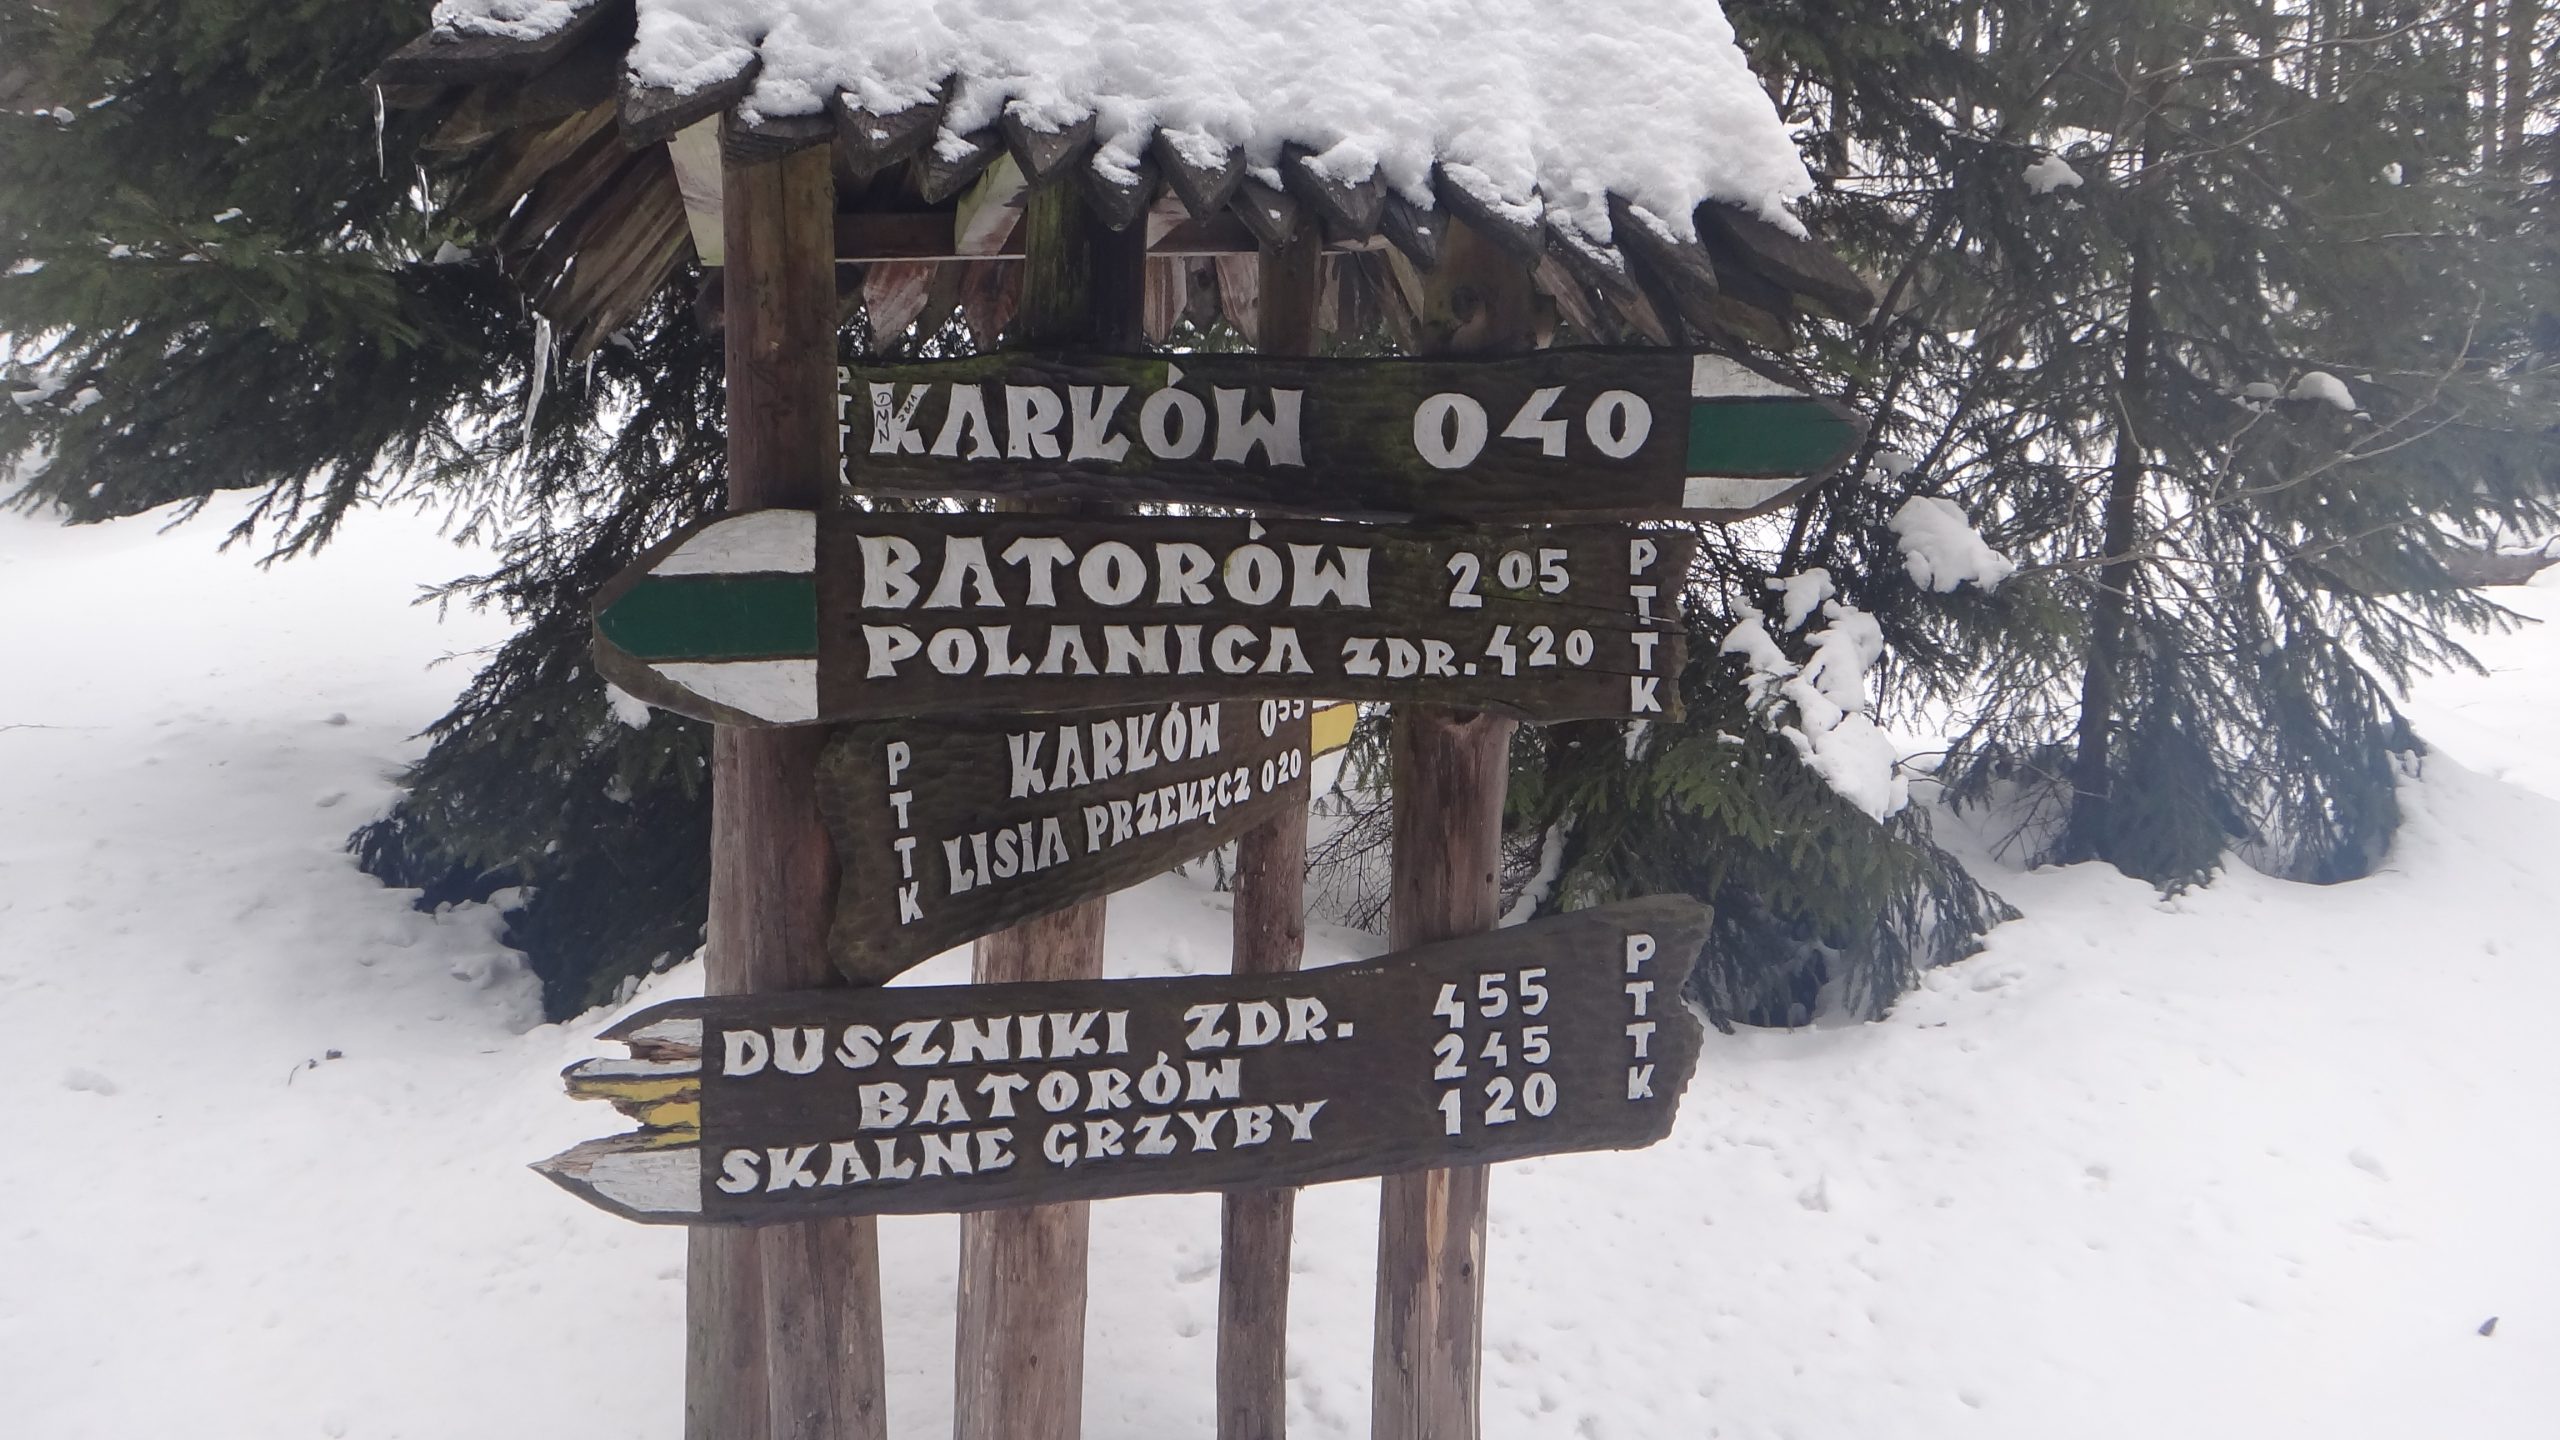 PTTK
KARŁÓW 040
BATORÓW 205
POLANICA ZDR. 420
PTTK
PTTK
KARŁÓW 055
LISIA PRZEŁĘCZ 020
DUSZNIKI ZDR. 455
BATORÓW 245
SKALNE GRZYBY 120
PTTK